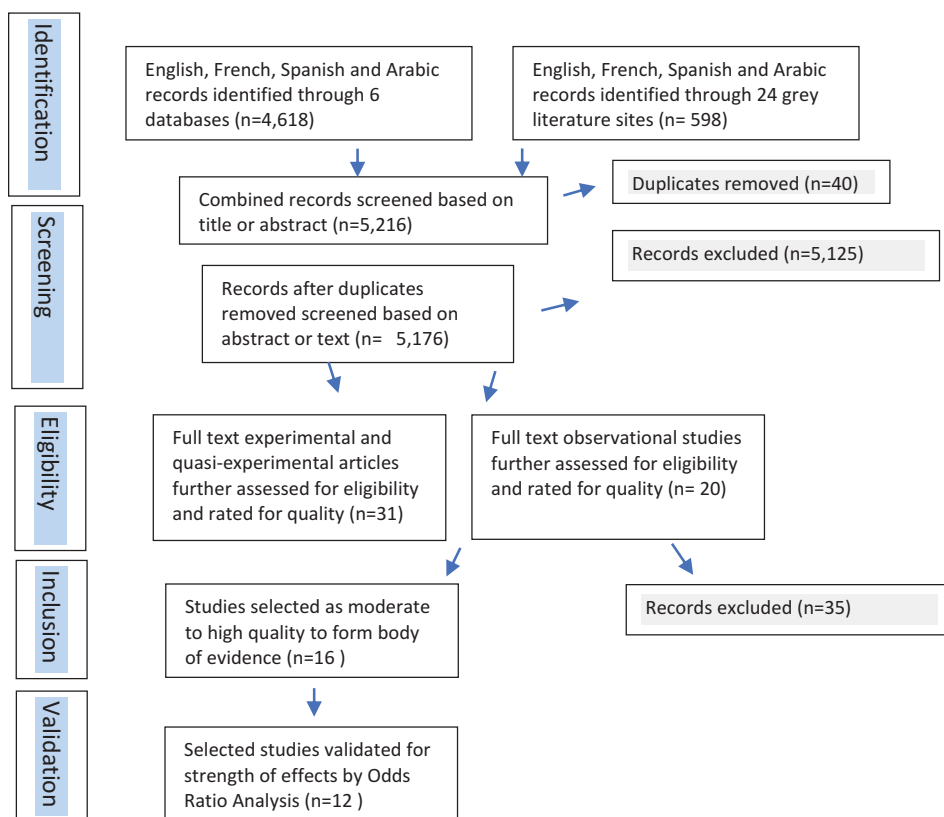 Identification
English, French, Spanish and Arabic
records identified through 6
databases (n=4,618)
English, French, Spanish and Arabic
records identified through 24 grey
literature sites (n= 598)
Duplicates removed (n=40)
Combined records screened based on
title or abstract (n=5,216)
Screening
Records excluded (n=5,125)
Records after duplicates
removed screened based on
abstract or text (n=   5,176)
Eligibility
Full text experimental and
quasi-experimental articles
further assessed for eligibility
and rated for quality (n=31)
Full text observational studies
further assessed for eligibility
and rated for quality (n= 20)
Inclusion
Studies selected as moderate
to high quality to form body
of evidence (n=16 )
Records excluded (n=35)
Validation
Selected studies validated for
strength of effects by Odds
Ratio Analysis (n=12 )